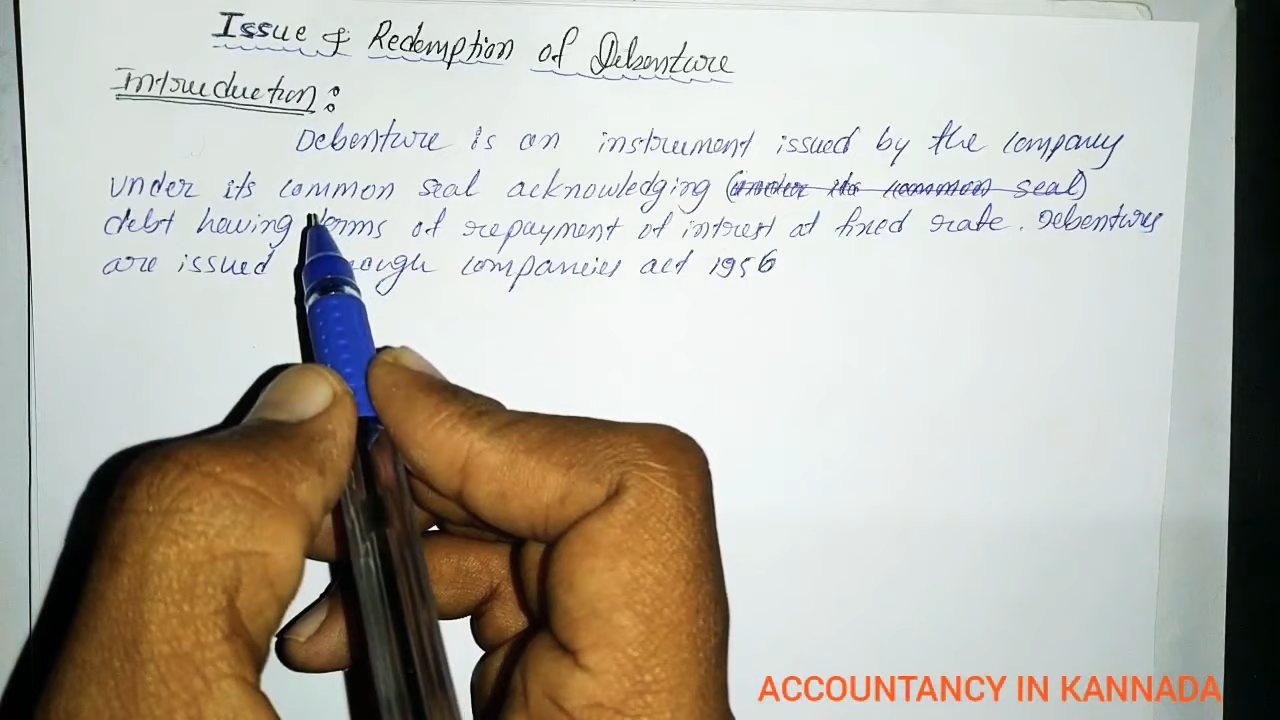 Issue & Redemption of Debenture
Introduction:
Debenture is an instrument issued by the company
under its common seal acknowledging (under its common seal)
debt having terms of repayment of intrest at fixed rate. Debentures
are issued through companies act 1956
ACCOUNTANCY IN KANNADA